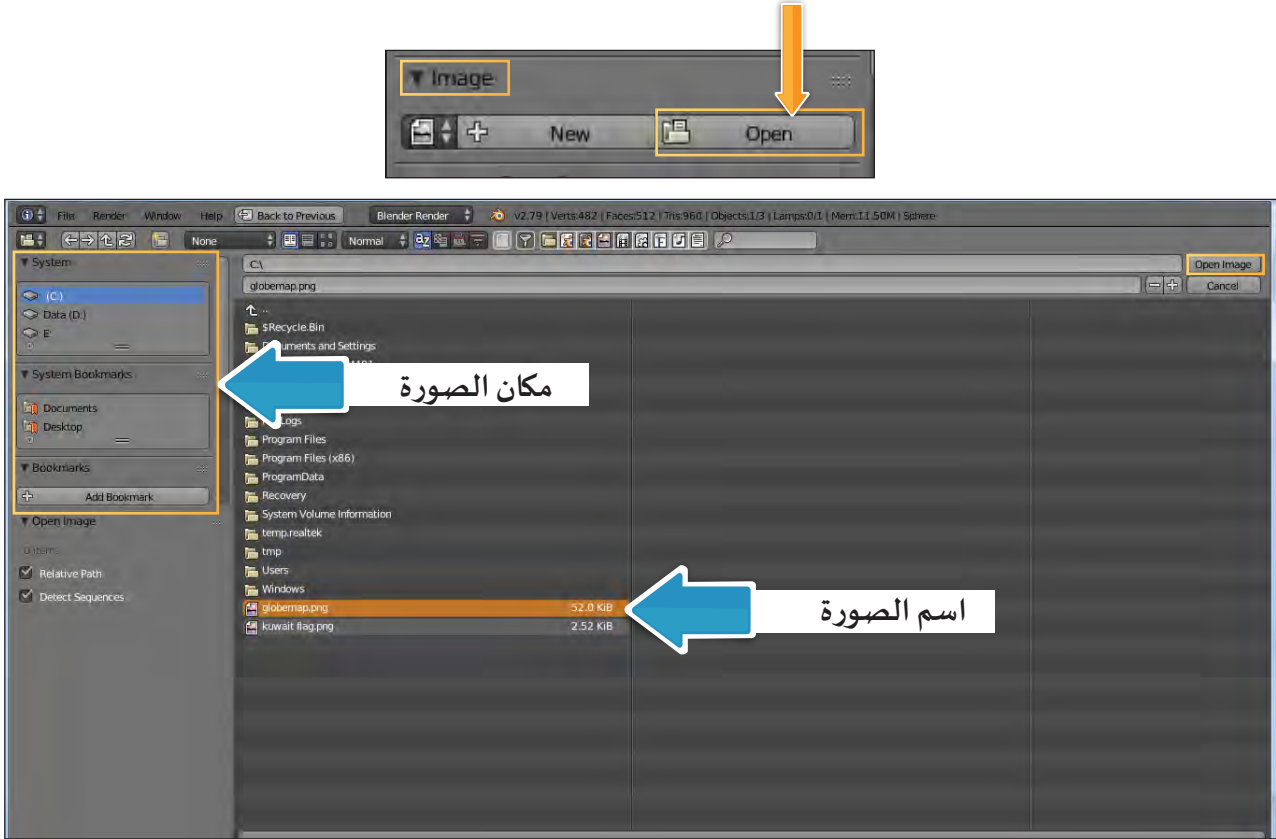 Image
New Open
File Render Window Help Back to Previous Blender Render v2.79 | Verts:482 | Faces:512 | Tris:960 | Objects:1/3 | Lamps:0/1 | Mem:11.50M | Sphere
None Normal
System
C:\ Open Image
globemap.png Cancel
(C:)
Data (D:)
E:
System Bookmarks
Documents
Desktop
Bookmarks
Add Bookmark
Open Image
Relative Path
Detect Sequences
..
$Recycle.Bin
Documents and Settings
مكان الصورة
Logs
Program Files
Program Files (x86)
ProgramData
Recovery
System Volume Information
temp.realtek
tmp
Users
Windows
globemap.png 52.0 KiB
kuwait flag.png 2.52 KiB
اسم الصورة